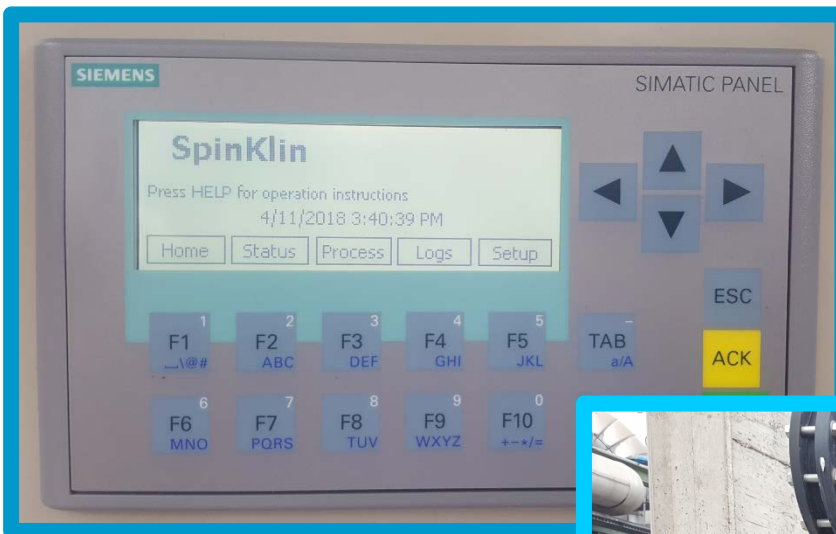 SIEMENS
SIMATIC PANEL
SpinKlin
Press HELP for operation instructions
4/11/2018 3:40:39 PM
Home Status Process Logs Setup
ESC
1 2 3 4 5 -
F1 F2 F3 F4 F5 TAB
\@# ABC DEF GHI JKL a/A
ACK
6 7 8 9 0
F6 F7 F8 F9 F10
MNO PQRS TUV WXYZ +-*/=